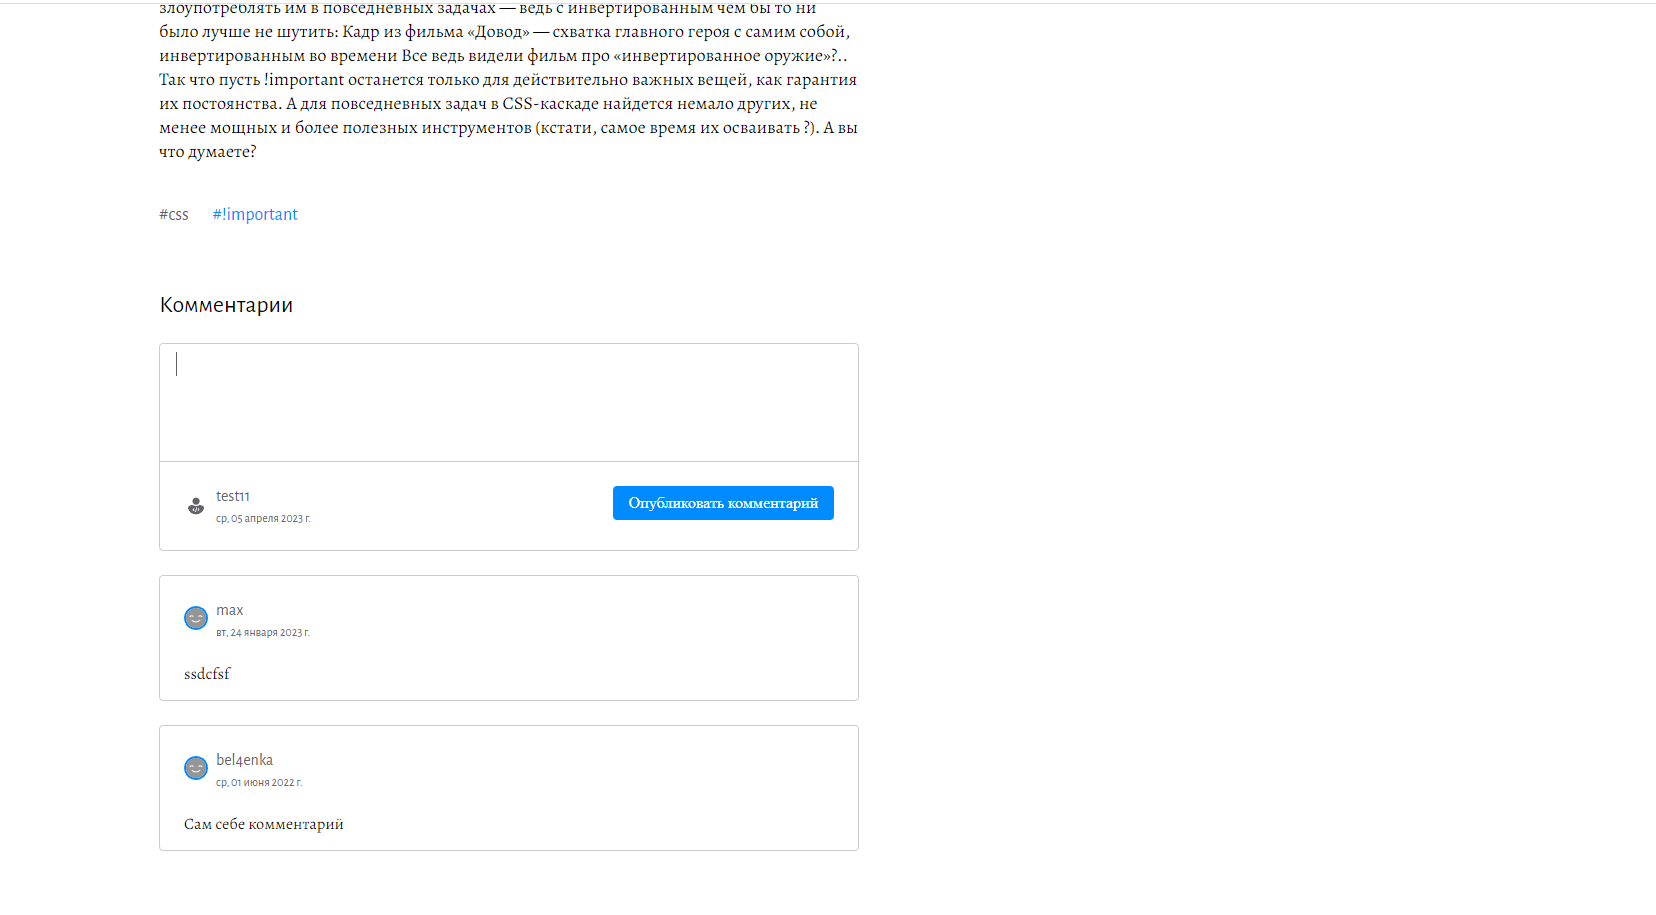 злоупотреблять им в повседневных задачах — ведь с инвертированным чем бы то ни
было лучше не шутить: Кадр из фильма «Довод» — схватка главного героя с самим собой,
инвертированным во времени Все ведь видели фильм про «инвертированное оружие»?..
Так что пусть !important останется только для действительно важных вещей, как гарантия
их постоянства. А для повседневных задач в CSS-каскаде найдется немало других, не
менее мощных и более полезных инструментов (кстати, самое время их осваивать ?). А вы
что думаете?
#css #!important
Комментарии
test11
ср, 05 апреля 2023 г.
Опубликовать комментарий
max
вт, 24 января 2023 г.
ssdcfsf
bel4enka
ср, 01 июня 2022 г.
Сам себе комментарий